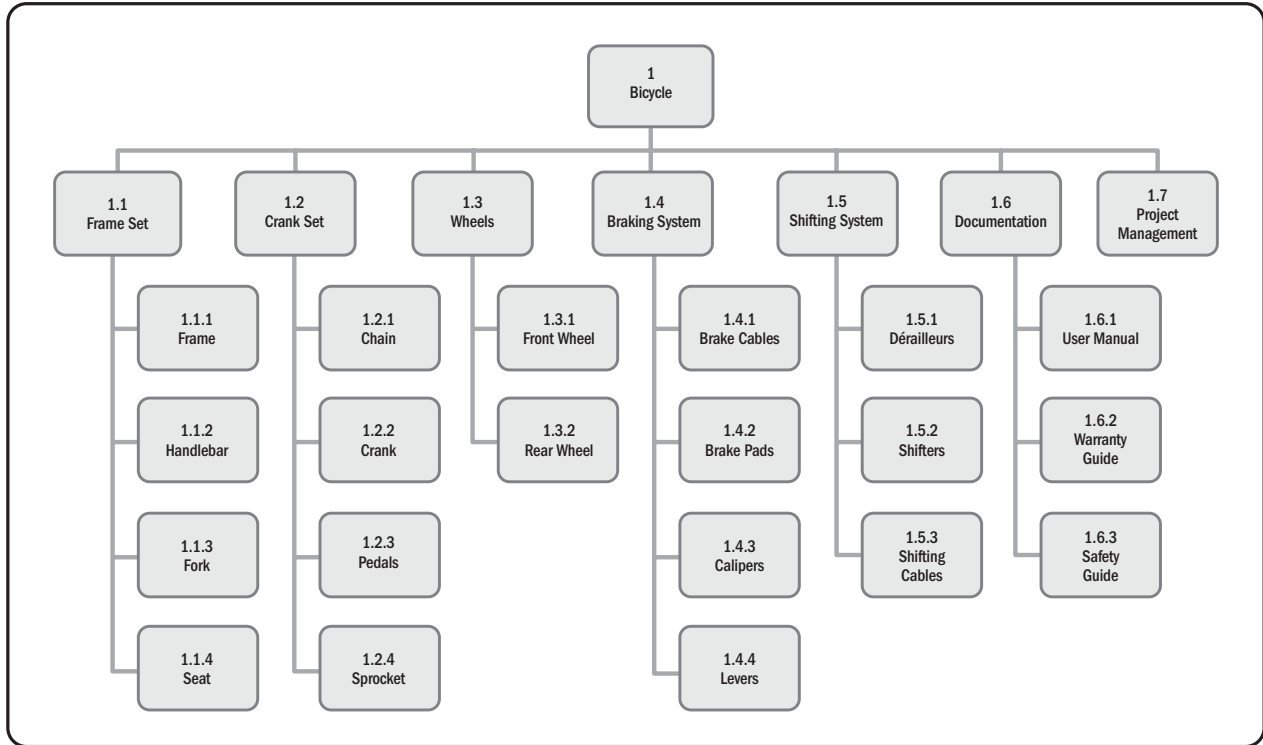 1
Bicycle
1.1
Frame Set
1.2
Crank Set
1.3
Wheels
1.4
Braking System
1.5
Shifting System
1.6
Documentation
1.7
Project
Management
1.1.1
Frame
1.2.1
Chain
1.3.1
Front Wheel
1.4.1
Brake Cables
1.5.1
Dérailleurs
1.6.1
User Manual
1.1.2
Handlebar
1.2.2
Crank
1.3.2
Rear Wheel
1.4.2
Brake Pads
1.5.2
Shifters
1.6.2
Warranty
Guide
1.1.3
Fork
1.2.3
Pedals
1.4.3
Calipers
1.5.3
Shifting
Cables
1.6.3
Safety
Guide
1.1.4
Seat
1.2.4
Sprocket
1.4.4
Levers